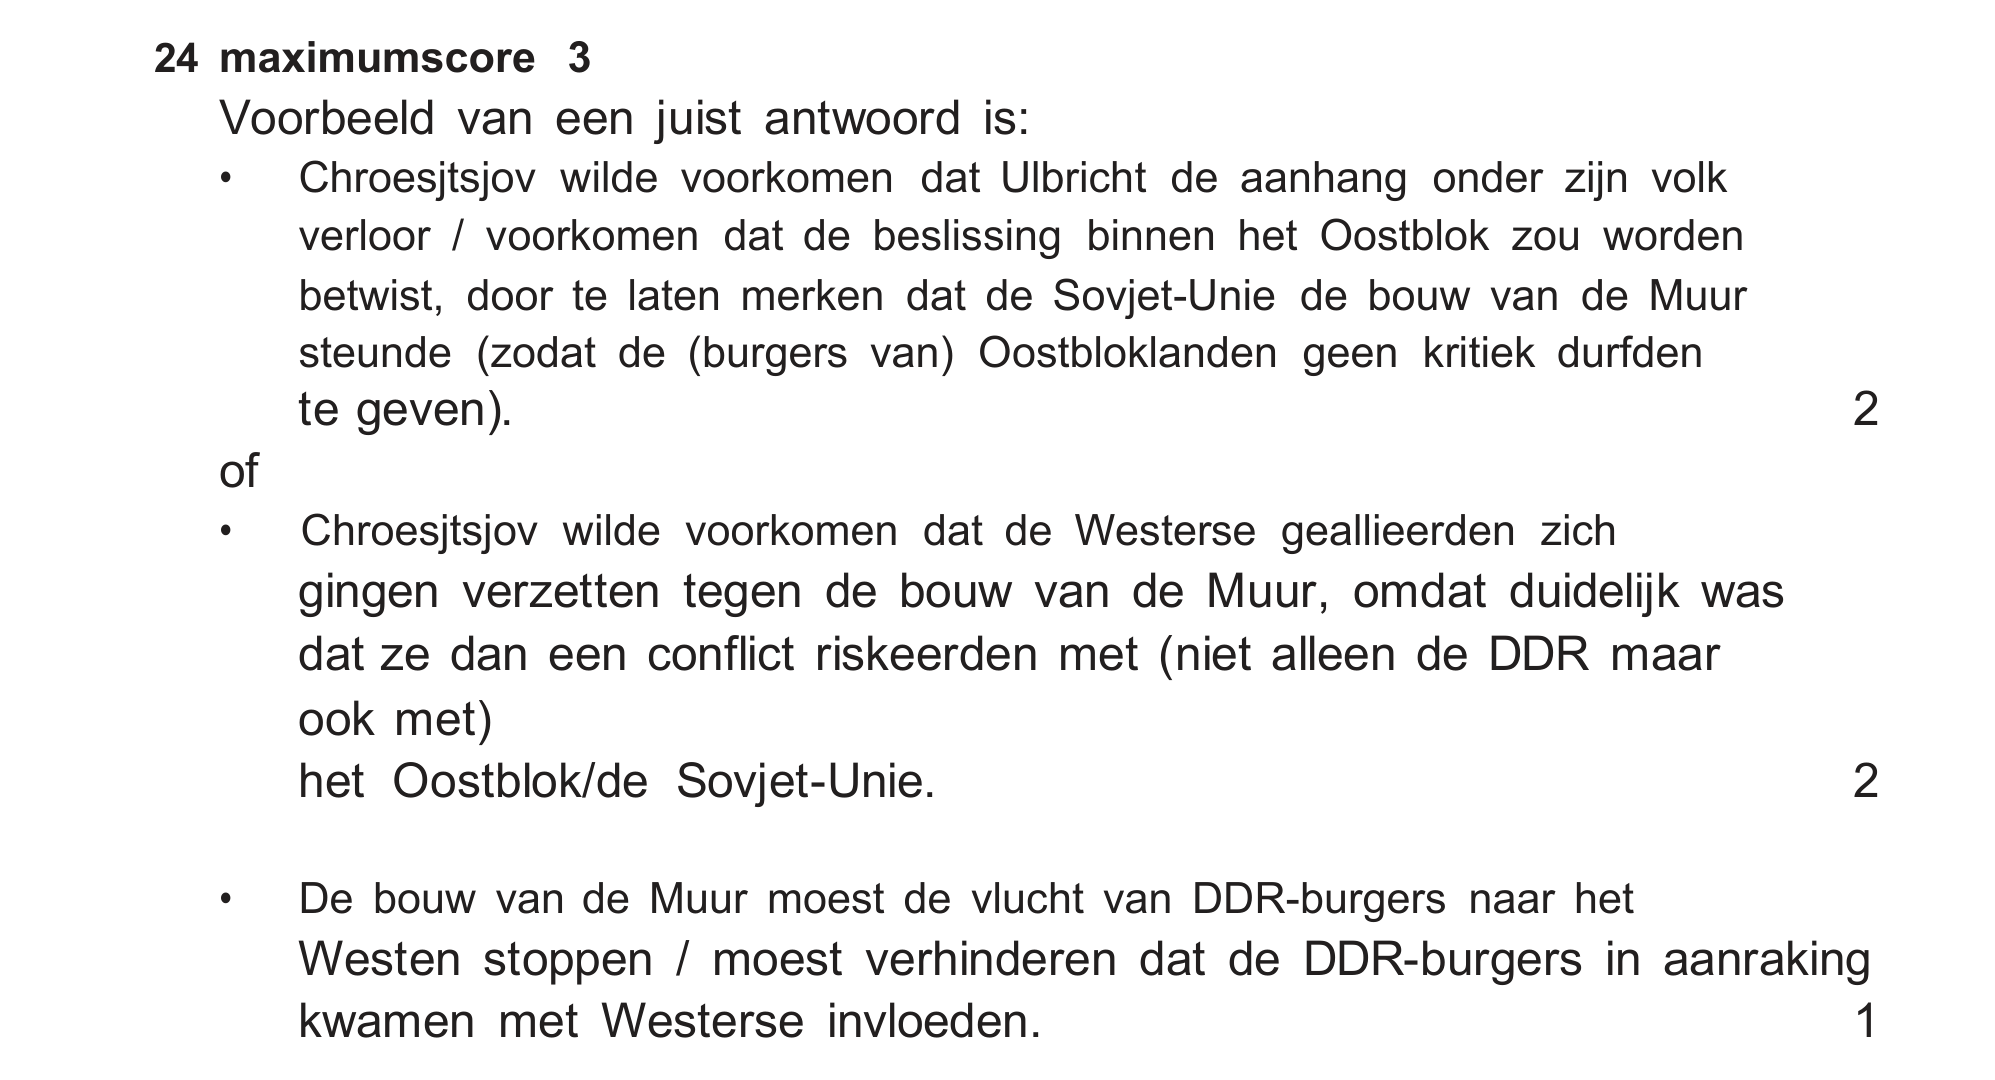 24 maximumscore 3
Voorbeeld van een juist antwoord is:
• Chroesjtsjov wilde voorkomen dat Ulbricht de aanhang onder zijn volk
verloor / voorkomen dat de beslissing binnen het Oostblok zou worden
betwist, door te laten merken dat de Sovjet-Unie de bouw van de Muur
steunde (zodat de (burgers van) Oostbloklanden geen kritiek durfden
te geven). 2
of
• Chroesjtsjov wilde voorkomen dat de Westerse geallieerden zich
gingen verzetten tegen de bouw van de Muur, omdat duidelijk was
dat ze dan een conflict riskeerden met (niet alleen de DDR maar
ook met)
het Oostblok/de Sovjet-Unie. 2
• De bouw van de Muur moest de vlucht van DDR-burgers naar het
Westen stoppen / moest verhinderen dat de DDR-burgers in aanraking
kwamen met Westerse invloeden. 1